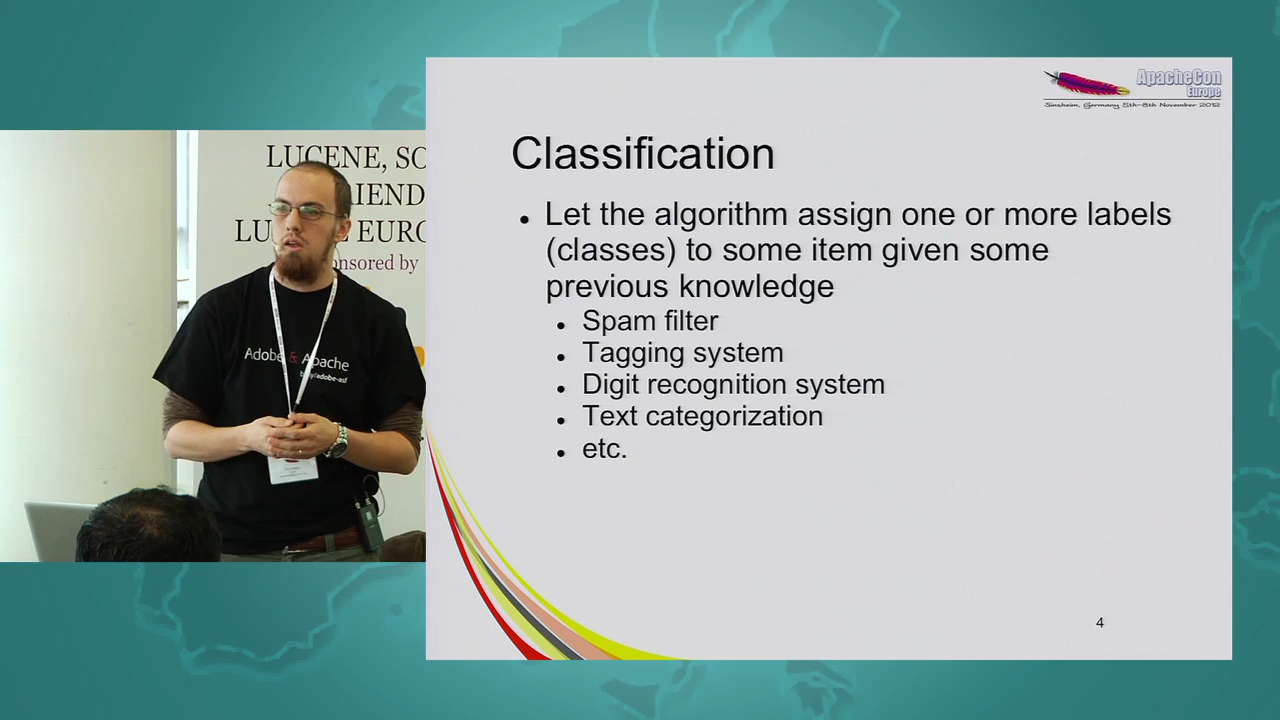 ApacheCon
Europe
Sinsheim, Germany 5th-8th November 2012
Classification
• Let the algorithm assign one or more labels
(classes) to some item given some
previous knowledge
• Spam filter
• Tagging system
• Digit recognition system
• Text categorization
• etc.
4
LUCENE, SO
IEND
LU E EURO
onsored by
Adobe & Apache